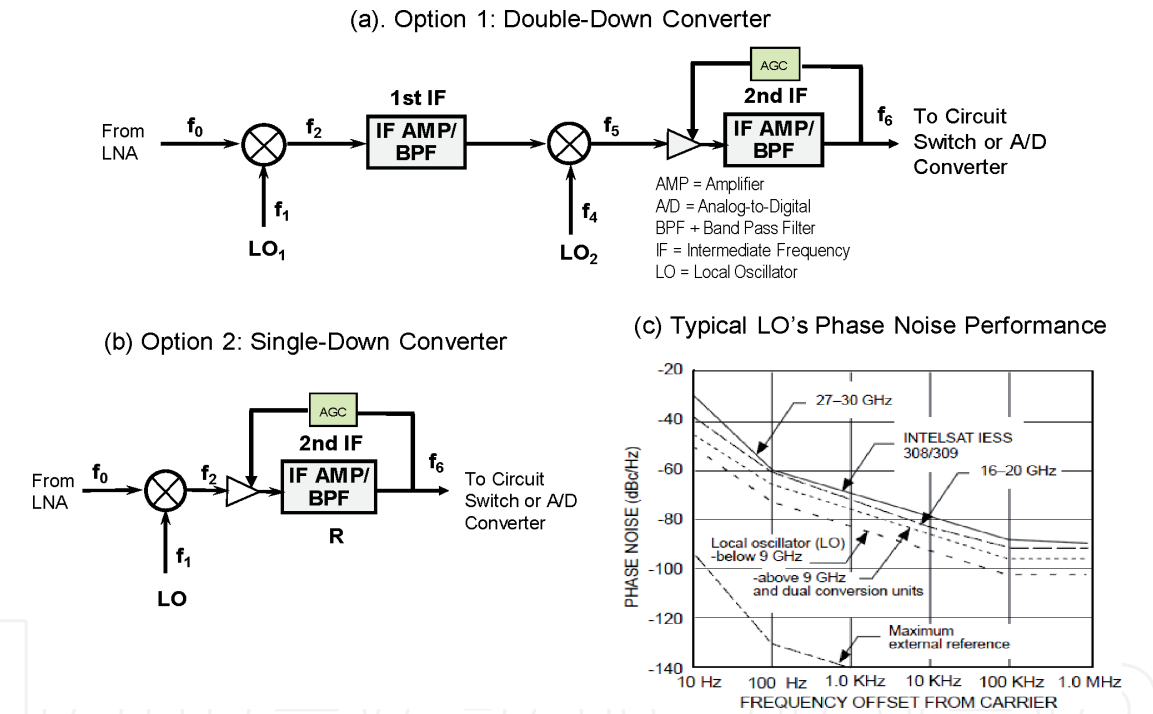 (a). Option 1: Double-Down Converter
AGC
1st IF
2nd IF
From
LNA
f0
f2
IF AMP/
BPF
f5
IF AMP/
BPF
f6
To Circuit
Switch or A/D
Converter
f1
LO1
f4
LO2
AMP = Amplifier
A/D = Analog-to-Digital
BPF + Band Pass Filter
IF = Intermediate Frequency
LO = Local Oscillator
(b) Option 2: Single-Down Converter
AGC
2nd IF
From
LNA
f0
f2
IF AMP/
BPF
f6
To Circuit
Switch or A/D
Converter
R
f1
LO
(c) Typical LO's Phase Noise Performance
PHASE NOISE (dBc/Hz)
-20
-40
-60
-80
-100
-120
-140
27–30 GHz
INTELSAT IESS
308/309
16–20 GHz
Local oscillator (LO)
-below 9 GHz
-above 9 GHz
and dual conversion units
Maximum
external reference
10 Hz
100 Hz
1.0 KHz
10 KHz
100 KHz
1.0 MHz
FREQUENCY OFFSET FROM CARRIER